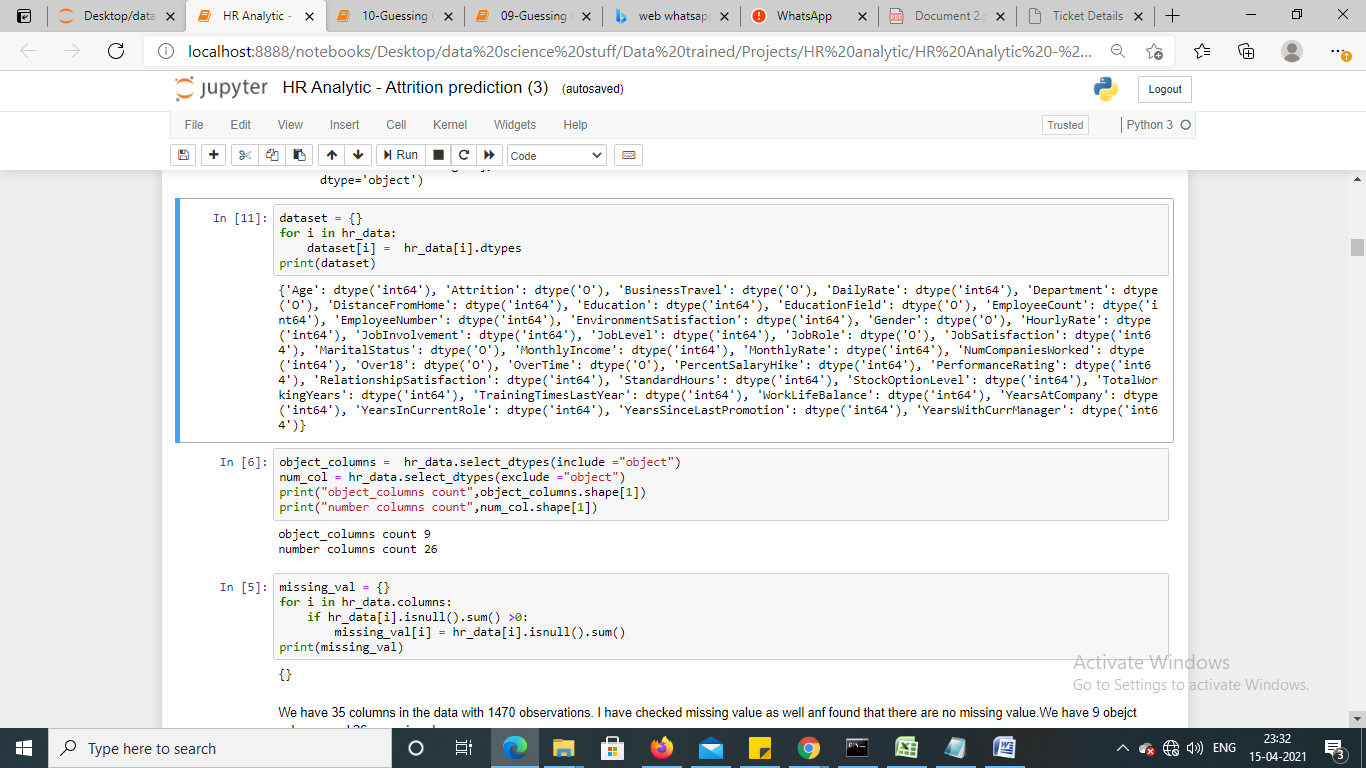 Desktop/data
HR Analytic -
10-Guessing
09-Guessing
web whatsap
WhatsApp
Document 2.
Ticket Details
localhost:8888/notebooks/Desktop/data%20science%20stuff/Data%20trained/Projects/HR%20analytic/HR%20Analytic%20-%2...
jupyter HR Analytic - Attrition prediction (3) (autosaved)
Logout
File Edit View Insert Cell Kernel Widgets Help
Trusted
Python 3
Run
Code
dtype='object')
In [11]: dataset = {}
for i in hr_data:
dataset[i] = hr_data[i].dtypes
print(dataset)
{'Age': dtype('int64'), 'Attrition': dtype('O'), 'BusinessTravel': dtype('O'), 'DailyRate': dtype('int64'), 'Department': dtype
('O'), 'DistanceFromHome': dtype('int64'), 'Education': dtype('int64'), 'EducationField': dtype('O'), 'EmployeeCount': dtype('i
nt64'), 'EmployeeNumber': dtype('int64'), 'EnvironmentSatisfaction': dtype('int64'), 'Gender': dtype('O'), 'HourlyRate': dtype
('int64'), 'JobInvolvement': dtype('int64'), 'JobLevel': dtype('int64'), 'JobRole': dtype('O'), 'JobSatisfaction': dtype('int6
4'), 'MaritalStatus': dtype('O'), 'MonthlyIncome': dtype('int64'), 'MonthlyRate': dtype('int64'), 'NumCompaniesWorked': dtype
('int64'), 'Over18': dtype('O'), 'OverTime': dtype('O'), 'PercentSalaryHike': dtype('int64'), 'PerformanceRating': dtype('int6
4'), 'RelationshipSatisfaction': dtype('int64'), 'StandardHours': dtype('int64'), 'StockOptionLevel': dtype('int64'), 'TotalWor
kingYears': dtype('int64'), 'TrainingTimesLastYear': dtype('int64'), 'WorkLifeBalance': dtype('int64'), 'YearsAtCompany': dtype
('int64'), 'YearsInCurrentRole': dtype('int64'), 'YearsSinceLastPromotion': dtype('int64'), 'YearsWithCurrManager': dtype('int6
4')}
In [6]: object_columns = hr_data.select_dtypes(include ="object")
num_col = hr_data.select_dtypes(exclude ="object")
print("object_columns count",object_columns.shape[1])
print("number columns count",num_col.shape[1])
object_columns count 9
number columns count 26
In [5]: missing_val = {}
for i in hr_data.columns:
if hr_data[i].isnull().sum() >0:
missing_val[i] = hr_data[i].isnull().sum()
print(missing_val)
{}
We have 35 columns in the data with 1470 observations. I have checked missing value as well anf found that there are no missing value.We have 9 obejct
Activate Windows
Go to Settings to activate Windows.
Type here to search
ENG
23:32
15-04-2021
3